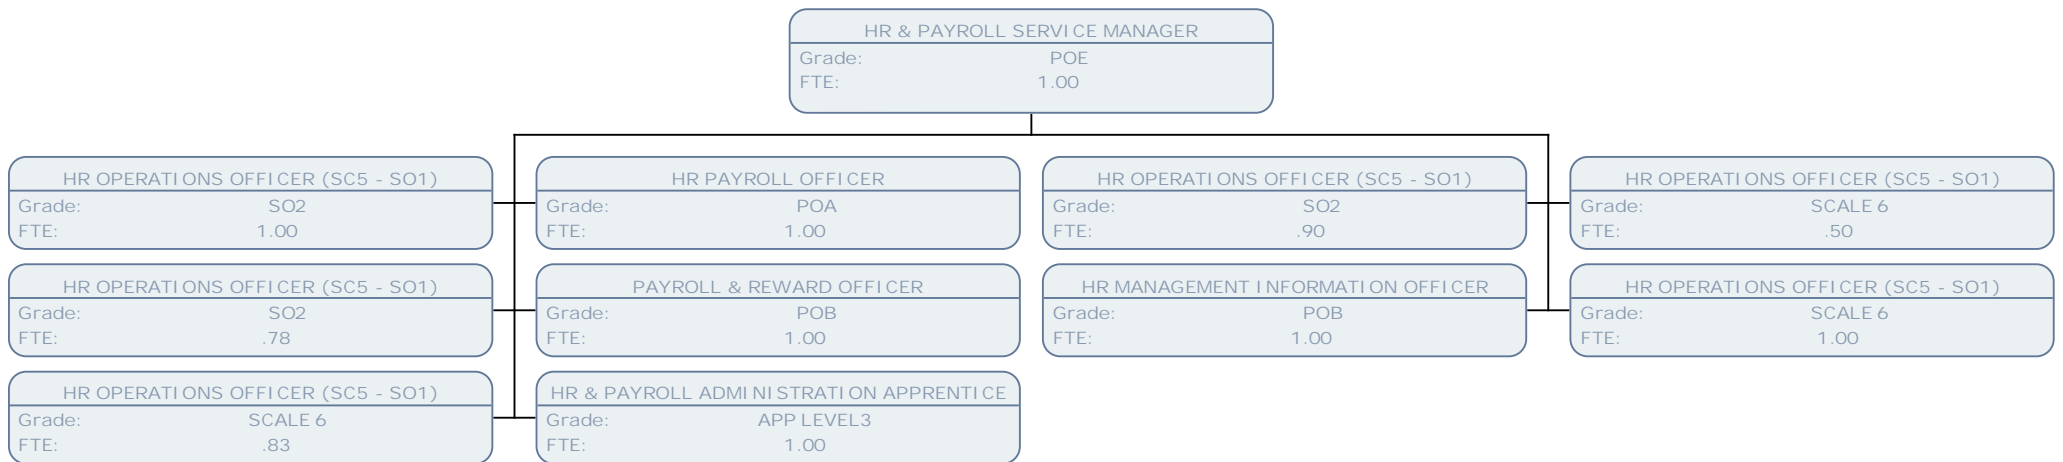 HR & PAYROLL SERVICE MANAGER
Grade: POE
FTE: 1.00
HR OPERATIONS OFFICER (SC5 - SO1)
Grade: SO2
FTE: 1.00
HR PAYROLL OFFICER
Grade: POA
FTE: 1.00
HR OPERATIONS OFFICER (SC5 - SO1)
Grade: SO2
FTE: .90
HR OPERATIONS OFFICER (SC5 - SO1)
Grade: SCALE 6
FTE: .50
HR OPERATIONS OFFICER (SC5 - SO1)
Grade: SO2
FTE: .78
PAYROLL & REWARD OFFICER
Grade: POB
FTE: 1.00
HR MANAGEMENT INFORMATION OFFICER
Grade: POB
FTE: 1.00
HR OPERATIONS OFFICER (SC5 - SO1)
Grade: SCALE 6
FTE: 1.00
HR OPERATIONS OFFICER (SC5 - SO1)
Grade: SCALE 6
FTE: .83
HR & PAYROLL ADMINISTRATION APPRENTICE
Grade: APP LEVEL3
FTE: 1.00